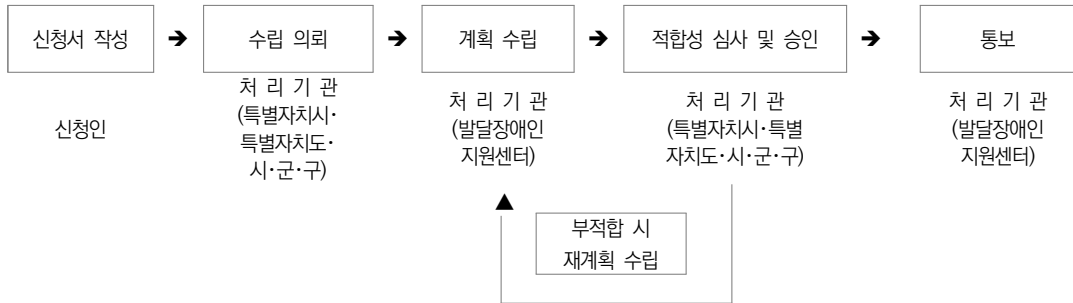 신청서 작성 ➔ 수립 의뢰 ➔ 계획 수립 ➔ 적합성 심사 및 승인 ➔ 통보
신청인
처 리 기 관
(특별자치시·
특별자치도·
시·군·구)
처 리 기 관
(발달장애인
지원센터)
처 리 기 관
(특별자치시·특별
자치도·시·군·구)
처 리 기 관
(발달장애인
지원센터)
부적합 시
재계획 수립